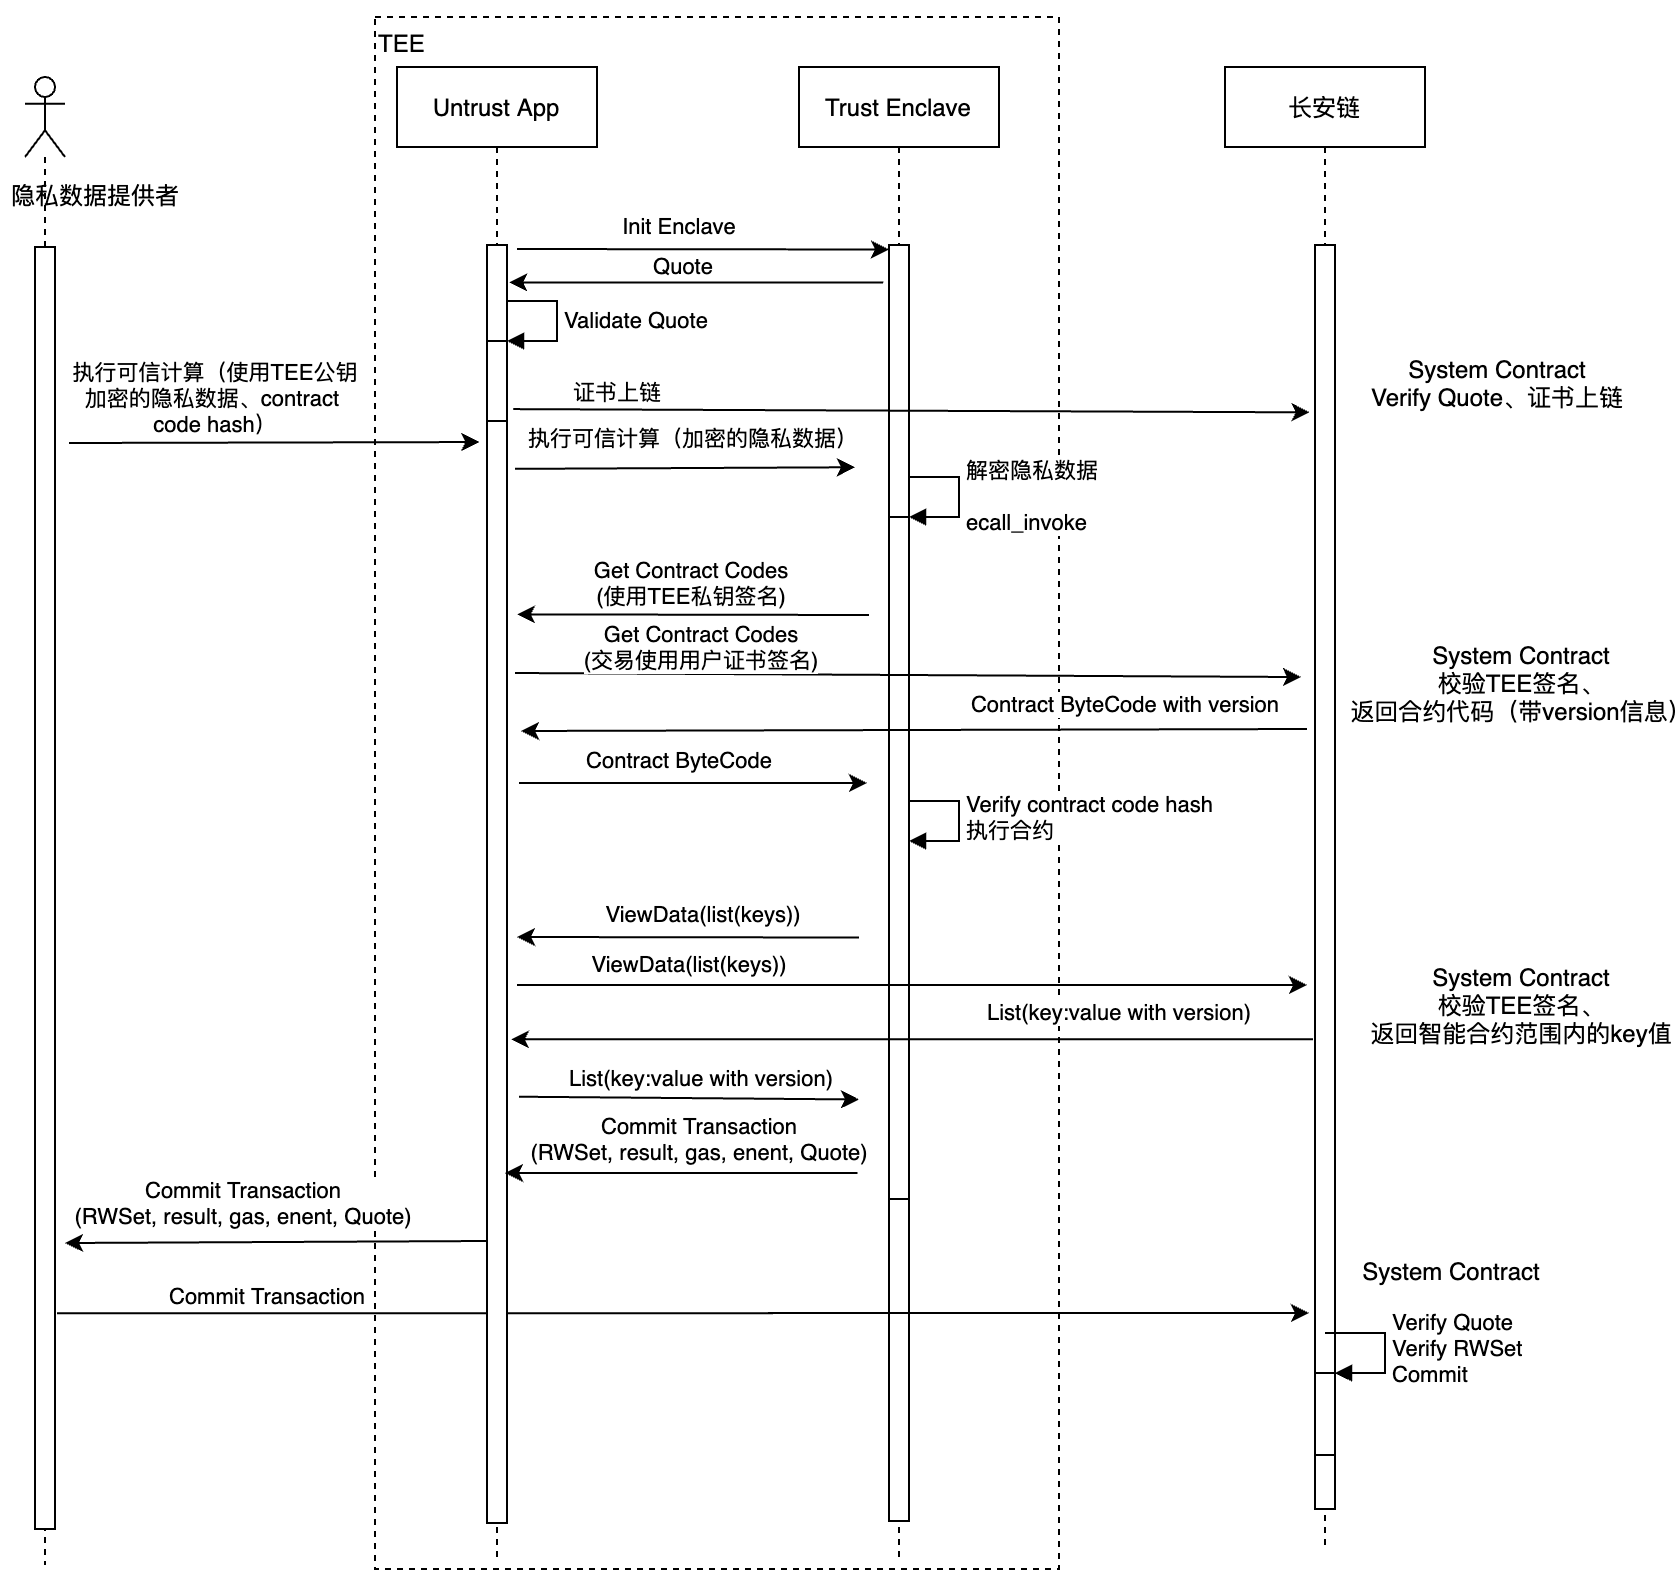 TEE
Untrust App
Trust Enclave
长安链
隐私数据提供者
Init Enclave
Quote
Validate Quote
执行可信计算（使用TEE公钥
加密的隐私数据、contract
code hash）
证书上链
System Contract
Verify Quote、证书上链
执行可信计算（加密的隐私数据）
解密隐私数据
ecall_invoke
Get Contract Codes
(使用TEE私钥签名)
Get Contract Codes
(交易使用用户证书签名)
System Contract
校验TEE签名、
返回合约代码（带version信息）
Contract ByteCode with version
Contract ByteCode
Verify contract code hash
执行合约
ViewData(list(keys))
ViewData(list(keys))
System Contract
校验TEE签名、
返回智能合约范围内的key值
List(key:value with version)
List(key:value with version)
Commit Transaction
(RWSet, result, gas, enent, Quote)
Commit Transaction
(RWSet, result, gas, enent, Quote)
Commit Transaction
System Contract
Verify Quote
Verify RWSet
Commit